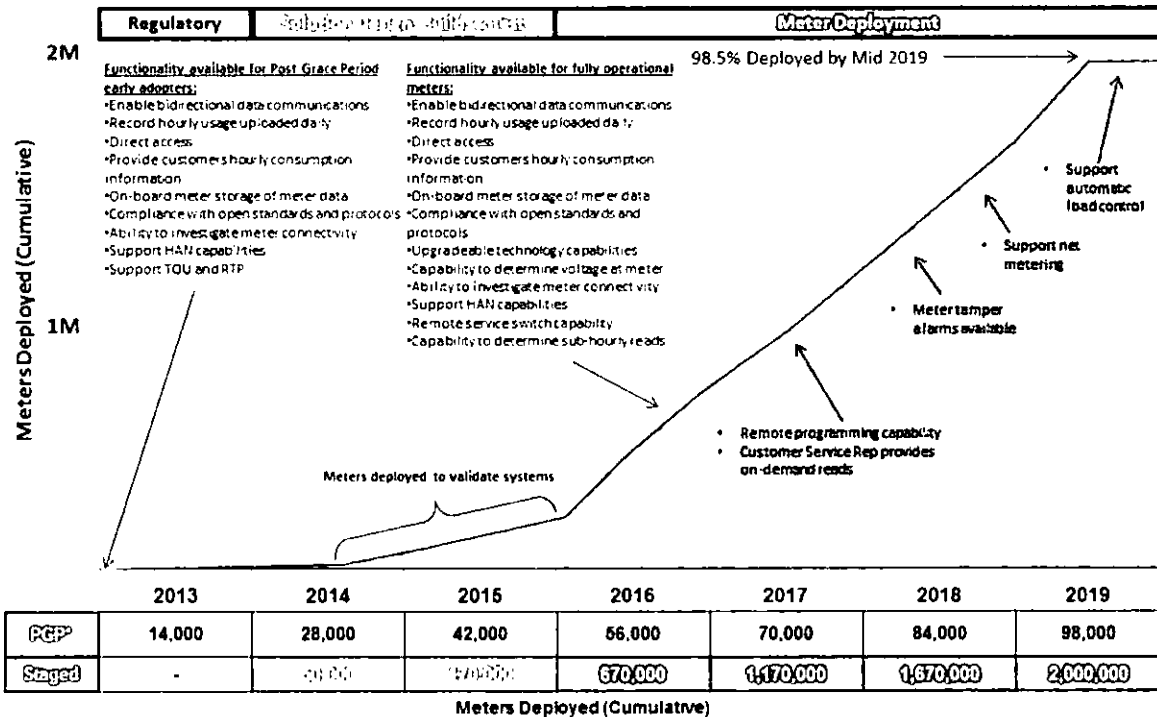 Regulatory
Meter Deployment
2M
98.5% Deployed by Mid 2019
Functionality available for Post Grace Period
early adopters:
•Enable bidirectional data communications
•Record hourly usage uploaded daily
•Direct access
•Provide customers hourly consumption
information
•On-board meter storage of meter data
•Compliance with open standards and protocols
•Ability to investigate meter connectivity
•Support HAN capabilities
•Support TOU and RTP
Functionality available for fully operational
meters:
•Enable bidirectional data communications
•Record hourly usage uploaded daily
•Direct access
•Provide customers hourly consumption
information
•On-board meter storage of meter data
•Compliance with open standards and
protocols
•Upgradeable technology capabilities
•Capability to determine voltage at meter
•Ability to investigate meter connectivity
•Support HAN capabilities
•Remote service switch capability
•Capability to determine sub-hourly reads
• Support
automatic
load control
• Support net
metering
• Meter tamper
alarms available
• Remote programming capability
• Customer Service Rep provides
on-demand reads
Meters deployed to validate systems
1M
Meters Deployed (Cumulative)
2013 2014 2015 2016 2017 2018 2019
PGP* 14,000 28,000 42,000 56,000 70,000 84,000 98,000
Staged - 670,000 1,170,000 1,670,000 2,000,000
Meters Deployed (Cumulative)